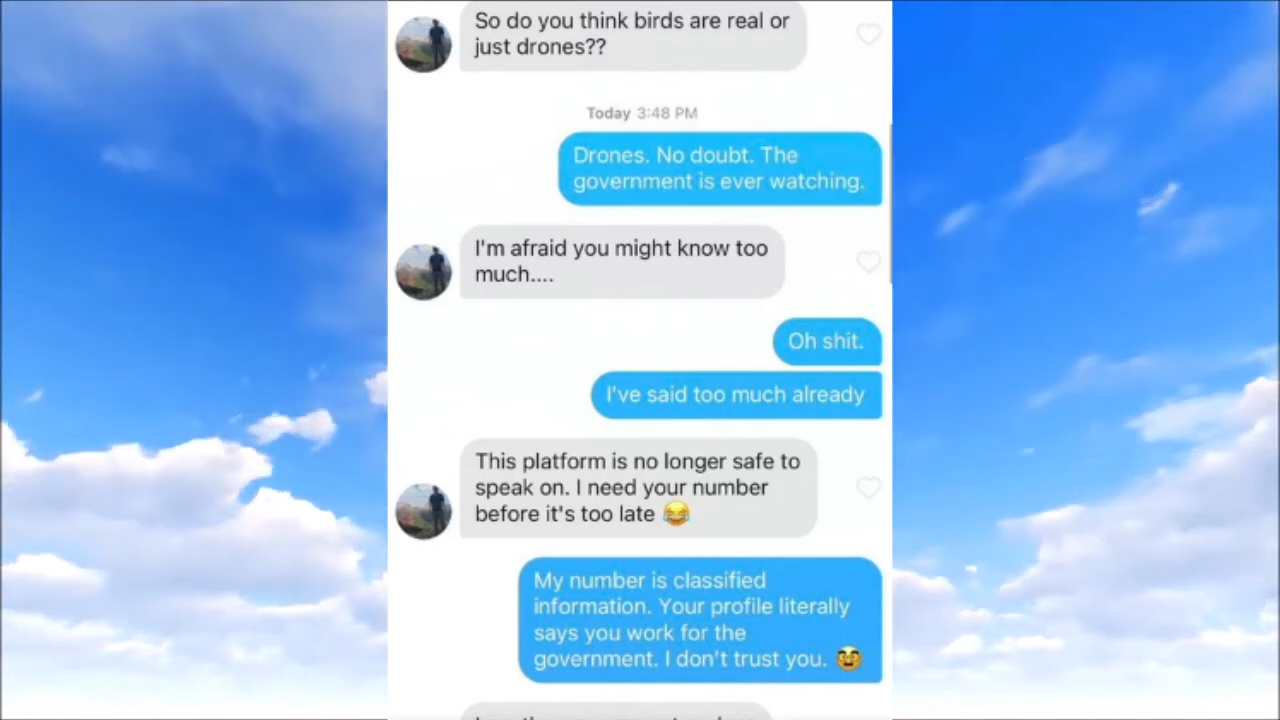 So do you think birds are real or
just drones??
Today 3:48 PM
Drones. No doubt. The
government is ever watching.
I'm afraid you might know too
much....
Oh shit.
I've said too much already
This platform is no longer safe to
speak on. I need your number
before it's too late 😂
My number is classified
information. Your profile literally
says you work for the
government. I don't trust you. 🥸